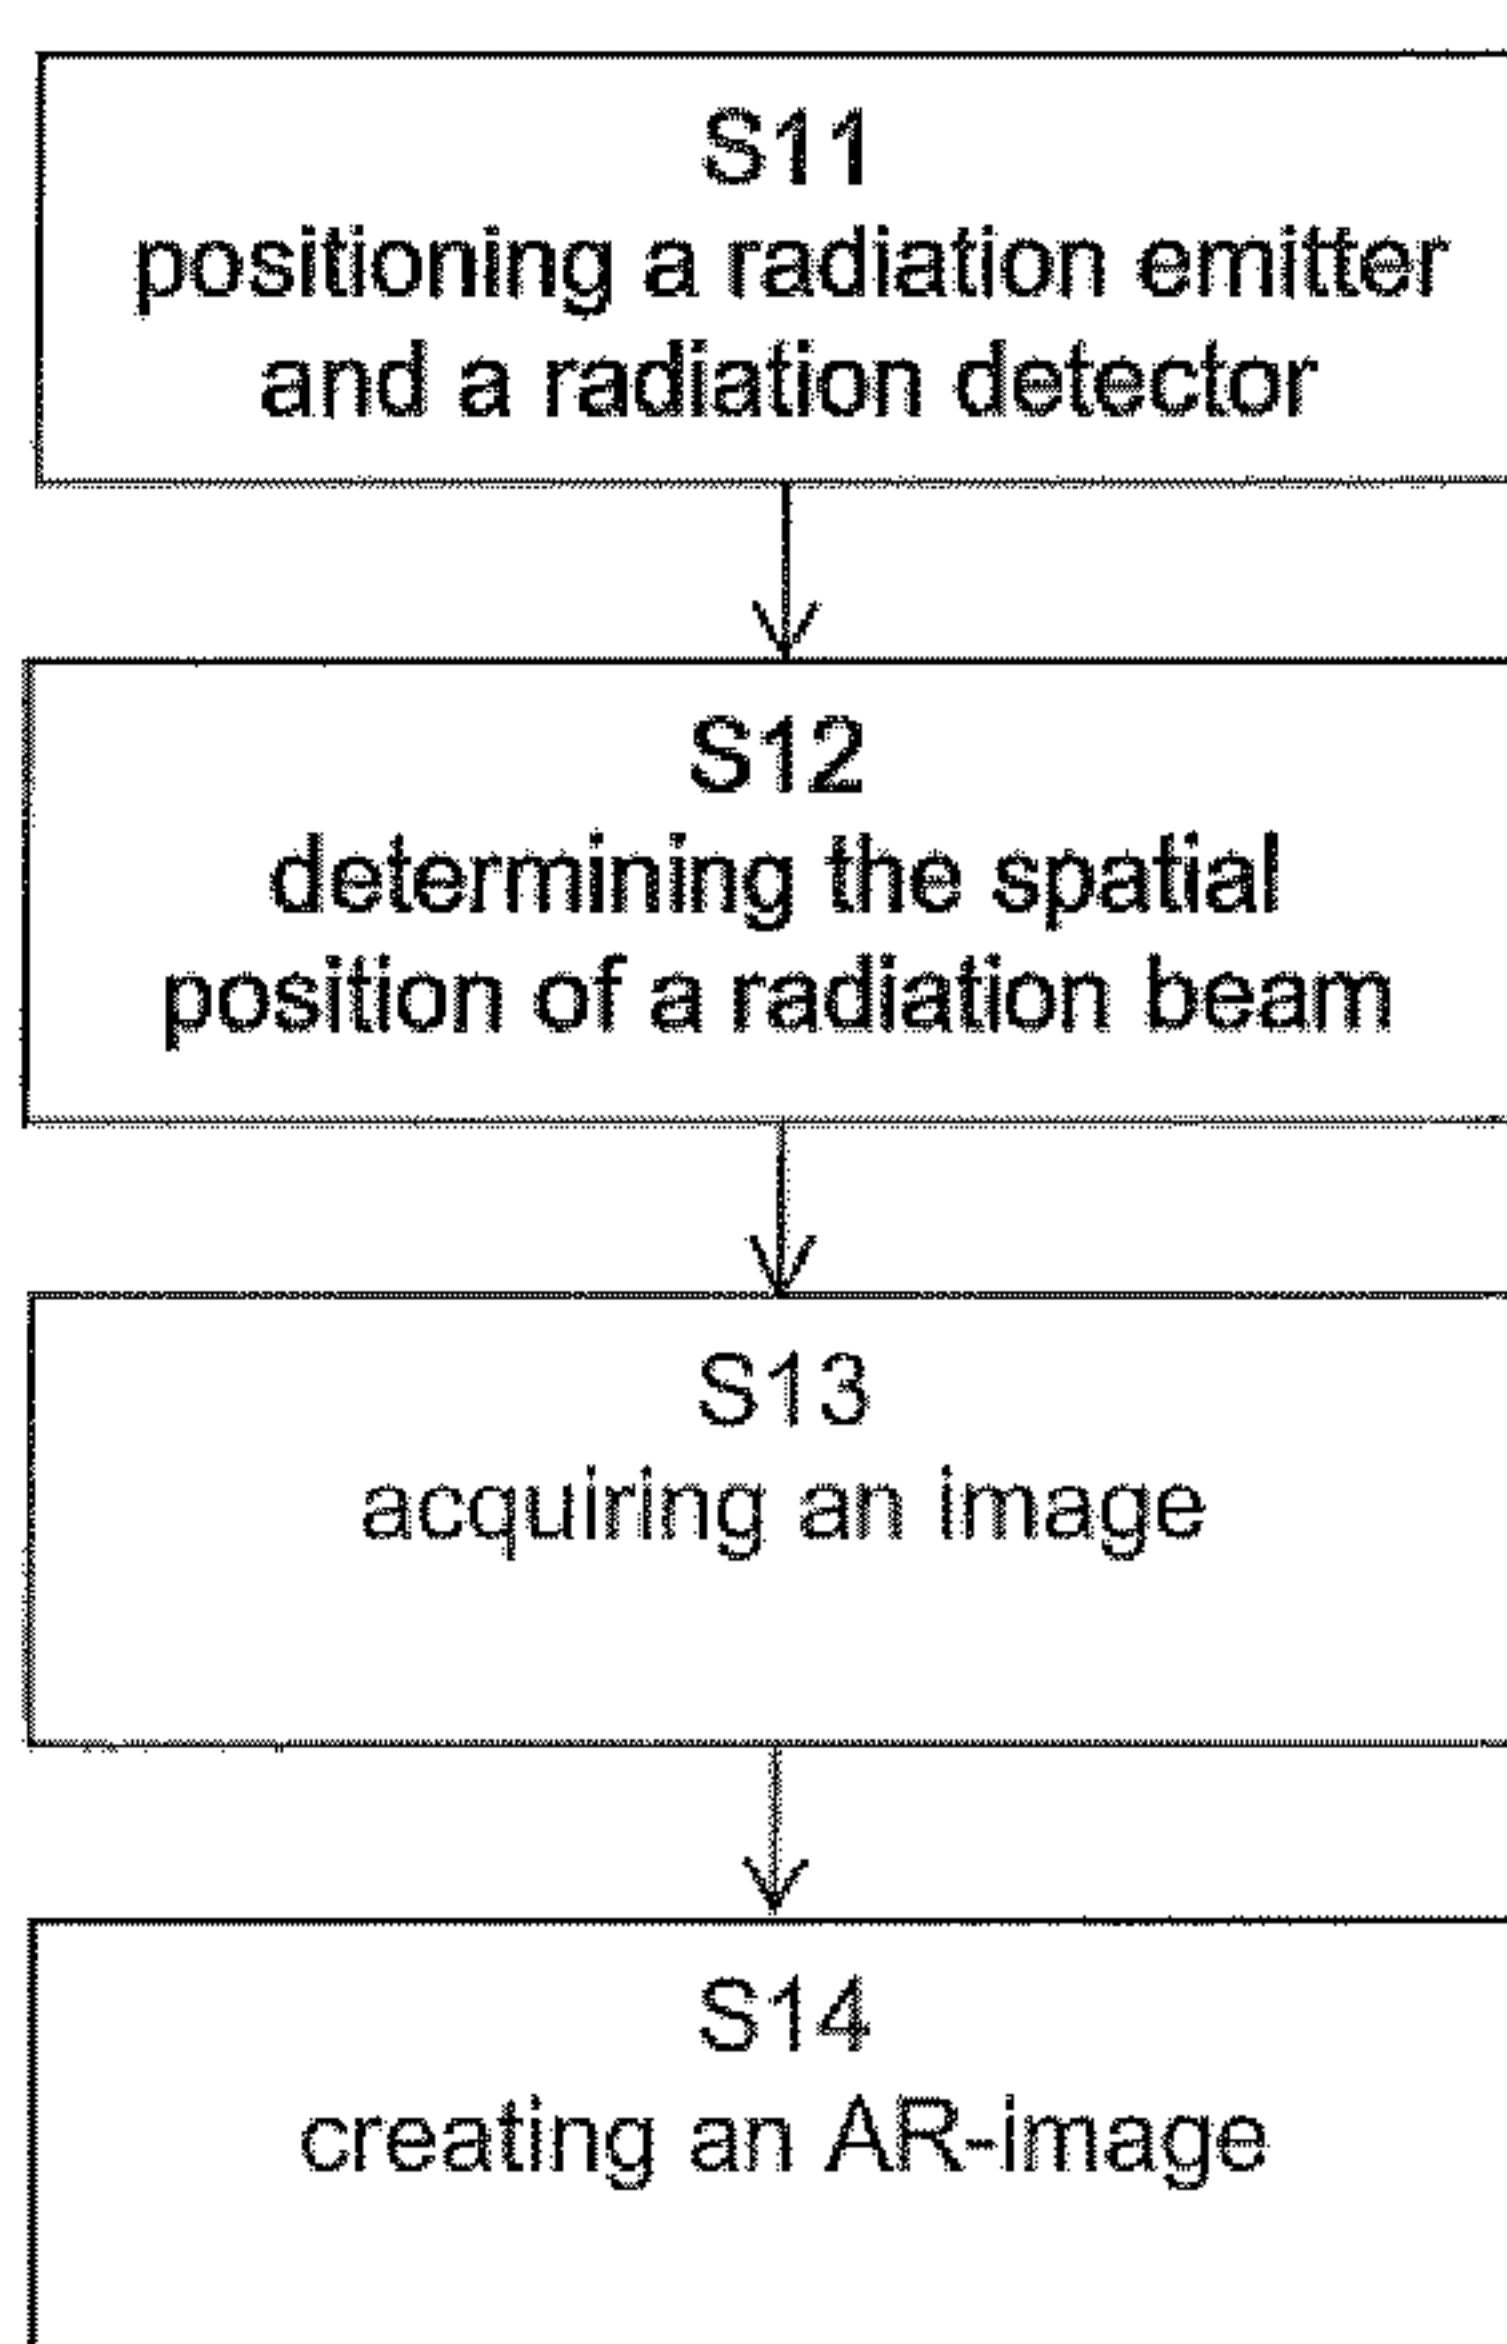 S11
positioning a radiation emitter
and a radiation detector
S12
determining the spatial
position of a radiation beam
S13
acquiring an image
S14
creating an AR-image